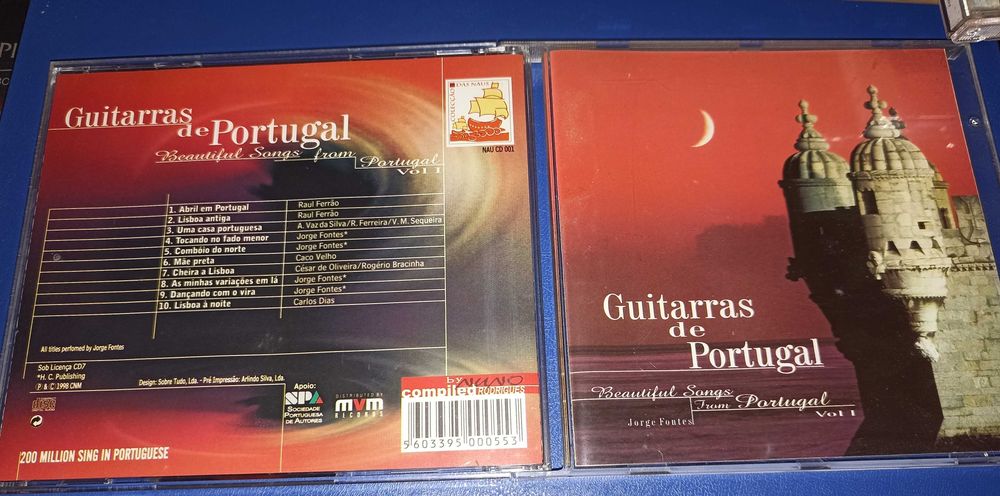 Guitarras
de Portugal
Beautiful Songs from Portugal
Vol I
COLECÇÃO DAS NAUS
NAU CD 001
1. Abril em Portugal Raul Ferrão
2. Lisboa antiga Raul Ferrão
3. Uma casa portuguesa A. Vaz da Silva/R. Ferreira/V. M. Sequeira
4. Tocando no fado menor Jorge Fontes*
5. Combóio do norte Jorge Fontes*
6. Mãe preta Caco Velho
7. Cheira a Lisboa César de Oliveira/Rogério Bracinha
8. As minhas variações em lá Jorge Fontes*
9. Dançando com o vira Jorge Fontes*
10. Lisboa à noite Carlos Dias
All titles perfomed by Jorge Fontes
Sob Licença CD7
*H. C. Publishing
℗ & © 1998 CNM
Design: Sobre Tudo, Lda. - Pré Impressão: Arlindo Silva, Lda.
Apoio:
SPA
SOCIEDADE
PORTUGUESA
DE AUTORES
DISTRIBUTED BY
MVM
RECORDS
compiled by NUNO
RODRIGUES
5603395 000553
200 MILLION SING IN PORTUGUESE
Guitarras
de
Portugal
Beautiful Songs
From Portugal
Vol I
Jorge Fontes